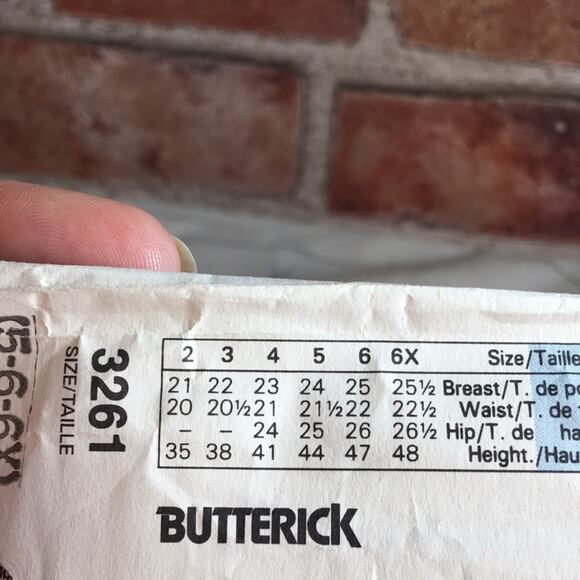 (5-6-6X)
SIZE/TAILLE
3261
2 3 4 5 6 6X Size/Taille
21 22 23 24 25 25½ Breast/T. de po
20 20½ 21 21½ 22 22½ Waist/T. de
– – 24 25 26 26½ Hip/T. de ha
35 38 41 44 47 48 Height./Hau
BUTTERICK